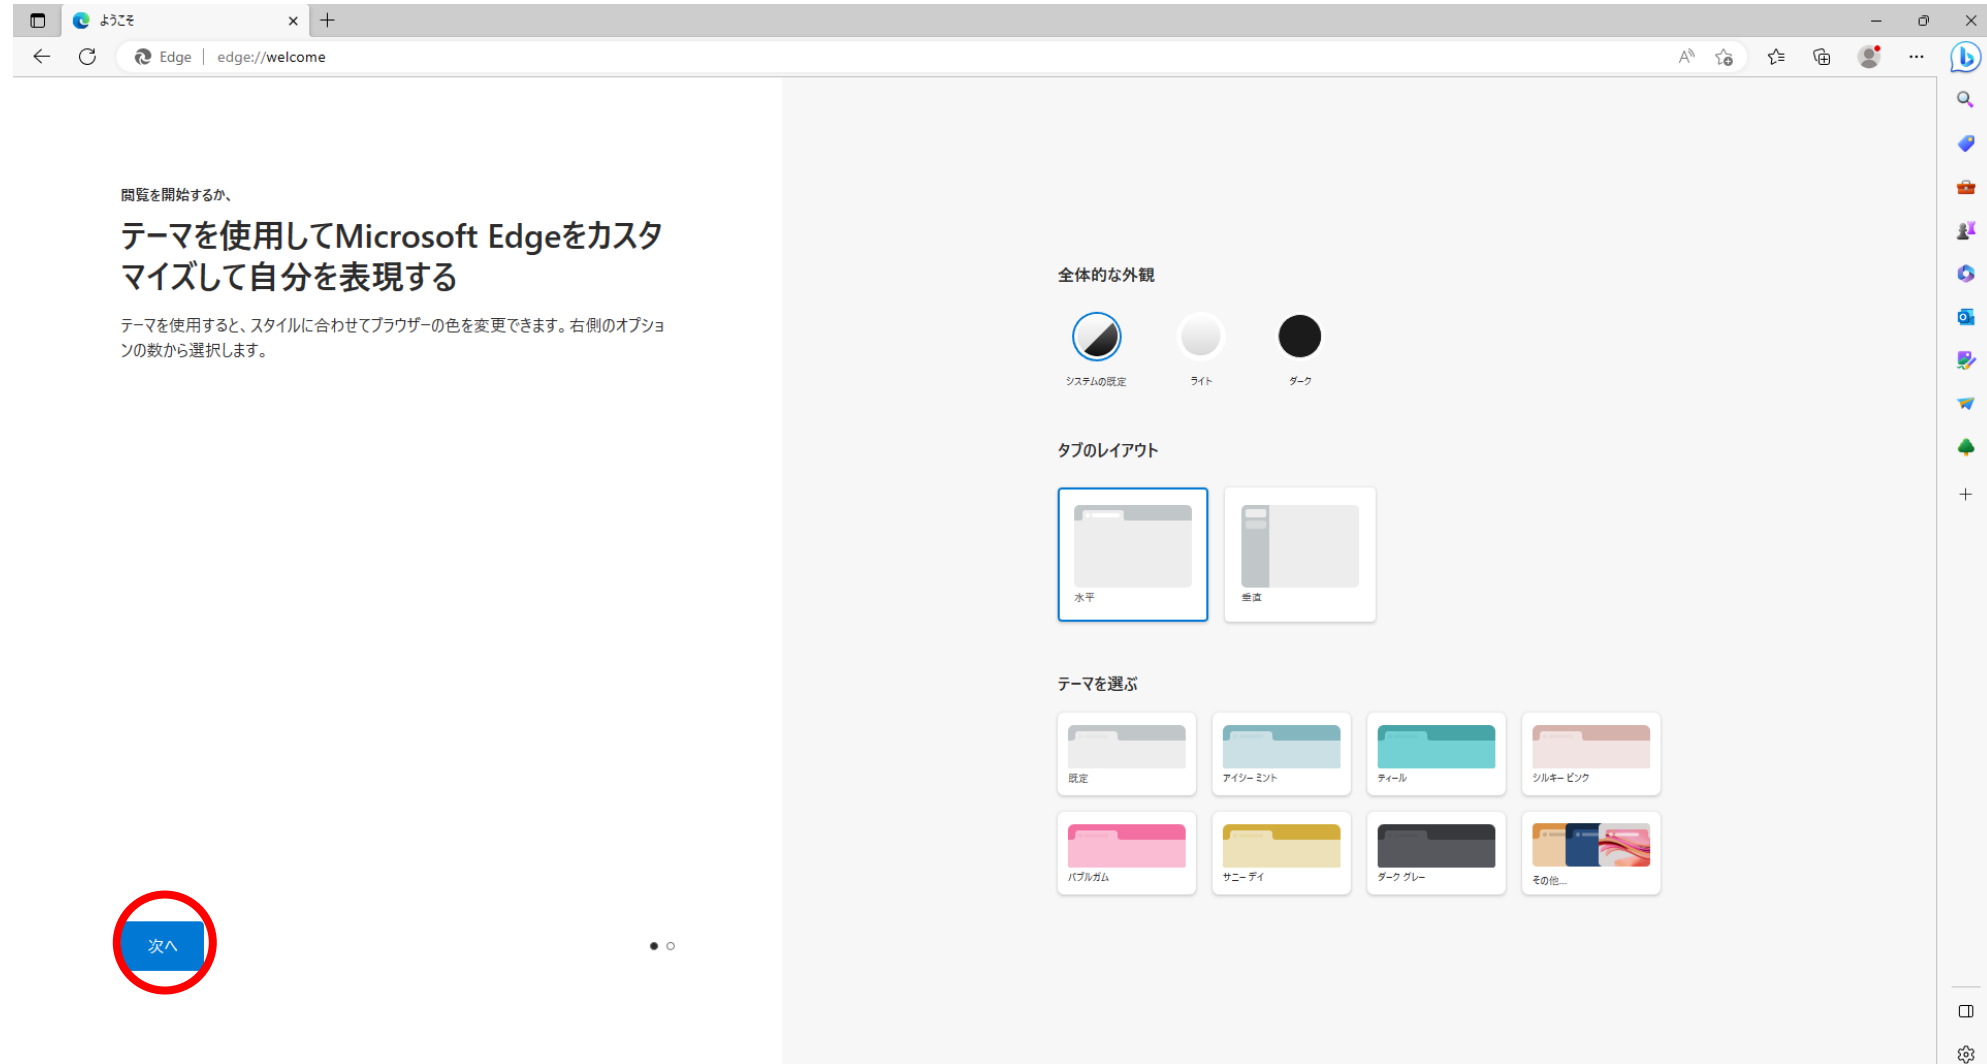 ようこそ
Edge | edge://welcome
閲覧を開始するか、
テーマを使用してMicrosoft Edgeをカスタ
マイズして自分を表現する
テーマを使用すると、スタイルに合わせてブラウザーの色を変更できます。右側のオプショ
ンの数から選択します。
次へ
全体的な外観
システムの既定 ライト ダーク
タブのレイアウト
水平 垂直
テーマを選ぶ
既定 アイシー ミント ティール シルキー ピンク
バブルガム サニー デイ ダーク グレー その他...